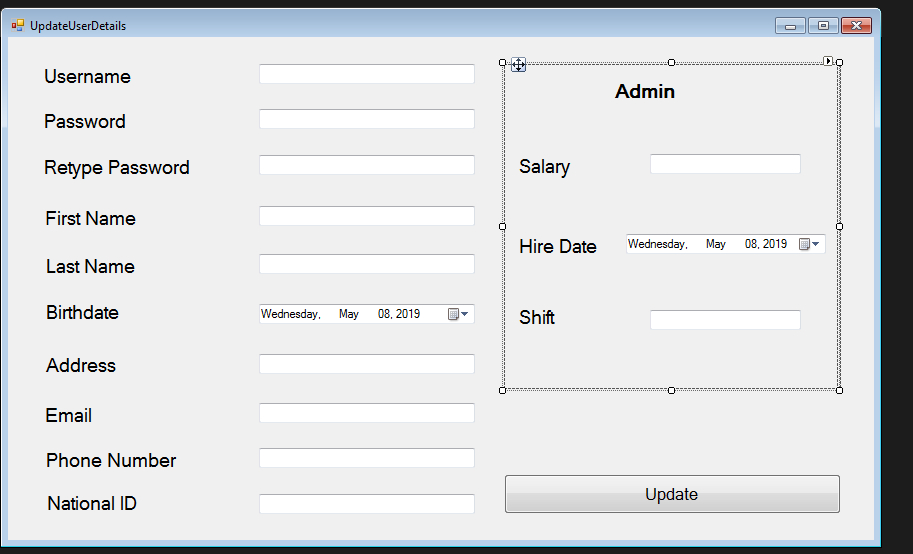 UpdateUserDetails
Username
Password
Retype Password
First Name
Last Name
Birthdate Wednesday, May 08, 2019
Address
Email
Phone Number
National ID
Admin
Salary
Hire Date Wednesday, May 08, 2019
Shift
Update